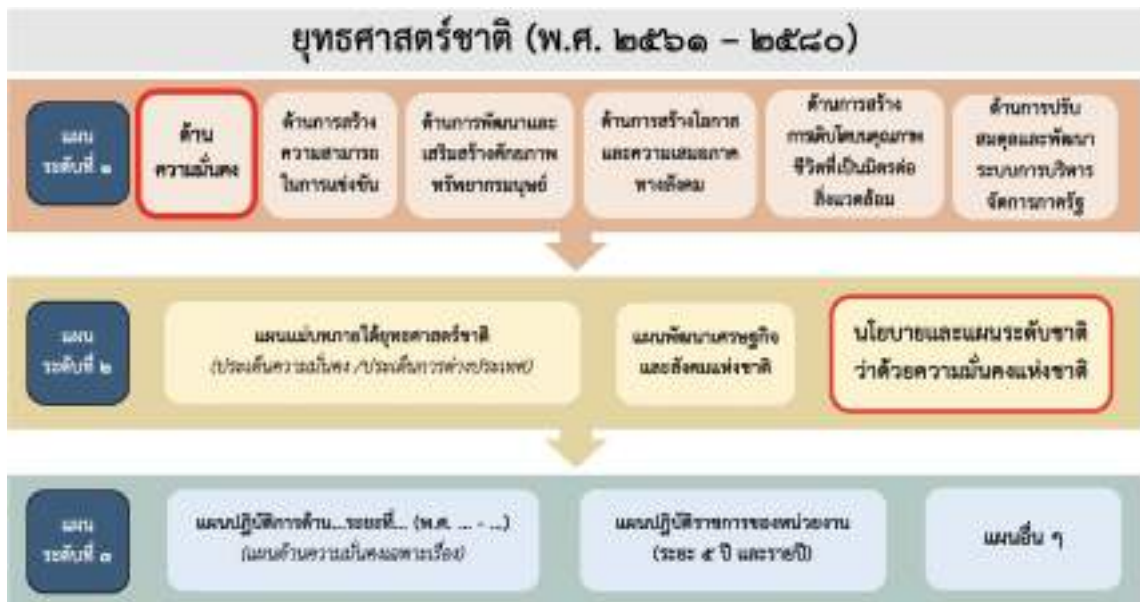 ยุทธศาสตร์ชาติ (พ.ศ. ๒๕๖๑ – ๒๕๘๐)
แผน
ระดับที่ ๑
ด้าน
ความมั่นคง
ด้านการสร้าง
ความสามารถ
ในการแข่งขัน
ด้านการพัฒนาและ
เสริมสร้างศักยภาพ
ทรัพยากรมนุษย์
ด้านการสร้างโอกาส
และความเสมอภาค
ทางสังคม
ด้านการสร้าง
การเติบโตบนคุณภาพ
ชีวิตที่เป็นมิตรต่อ
สิ่งแวดล้อม
ด้านการปรับ
สมดุลและพัฒนา
ระบบการบริหาร
จัดการภาครัฐ
แผน
ระดับที่ ๒
แผนแม่บทภายใต้ยุทธศาสตร์ชาติ
(ประเด็นความมั่นคง /ประเด็นการต่างประเทศ)
แผนพัฒนาเศรษฐกิจ
และสังคมแห่งชาติ
นโยบายและแผนระดับชาติ
ว่าด้วยความมั่นคงแห่งชาติ
แผน
ระดับที่ ๓
แผนปฏิบัติการด้าน...ระยะที่... (พ.ศ. ... - ...)
(แผนด้านความมั่นคงเฉพาะเรื่อง)
แผนปฏิบัติราชการของหน่วยงาน
(ระยะ ๕ ปี และรายปี)
แผนอื่น ๆ